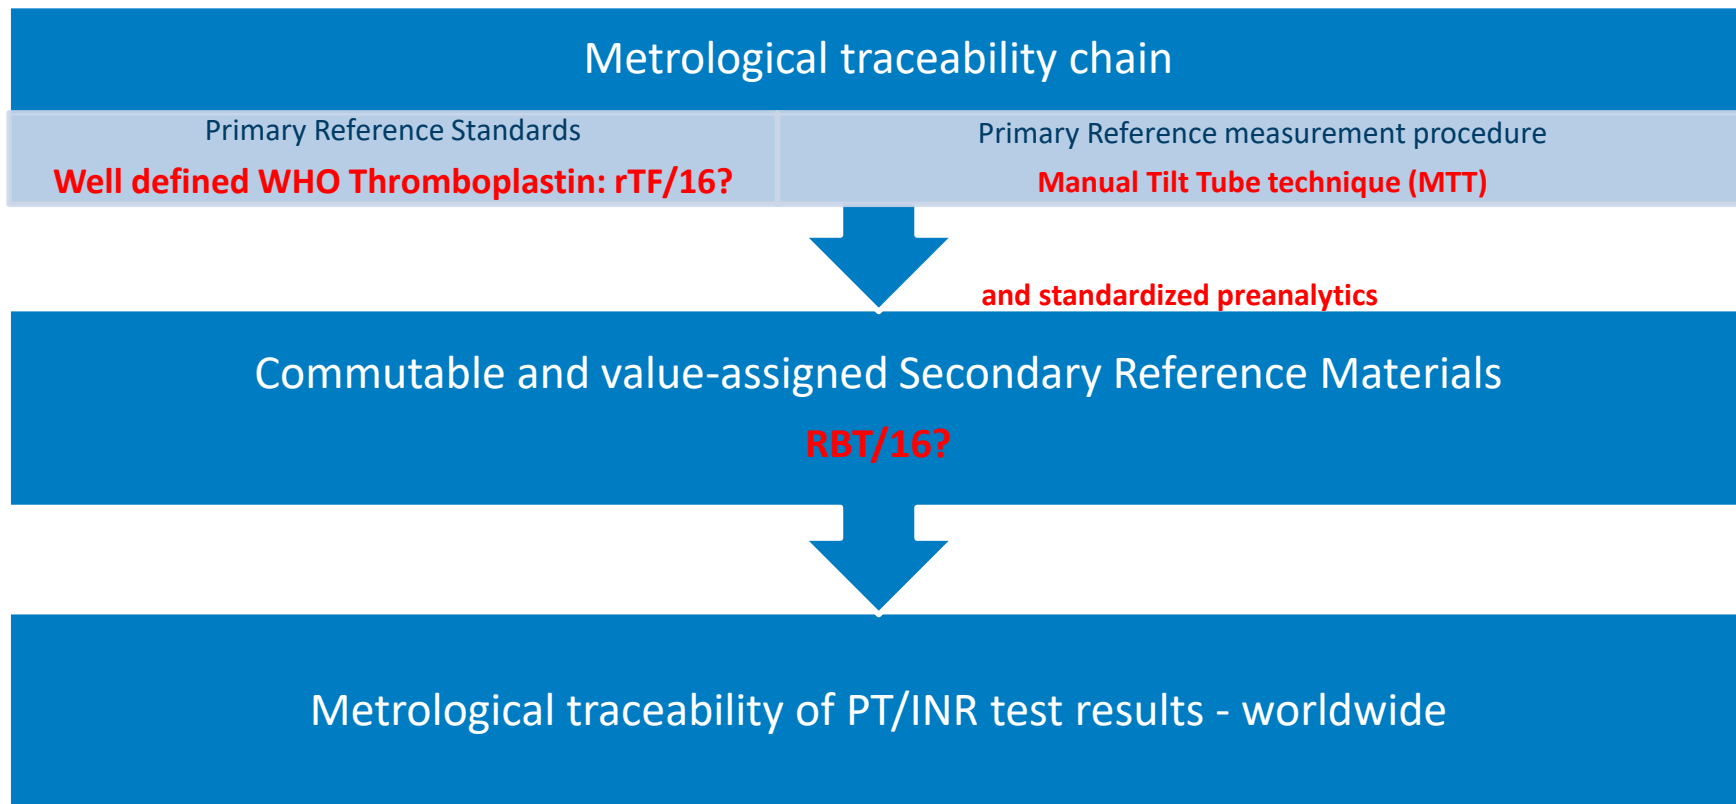 Metrological traceability chain
Primary Reference Standards
Well defined WHO Thromboplastin: rTF/16?
Primary Reference measurement procedure
Manual Tilt Tube technique (MTT)
and standardized preanalytics
Commutable and value-assigned Secondary Reference Materials
RBT/16?
Metrological traceability of PT/INR test results - worldwide